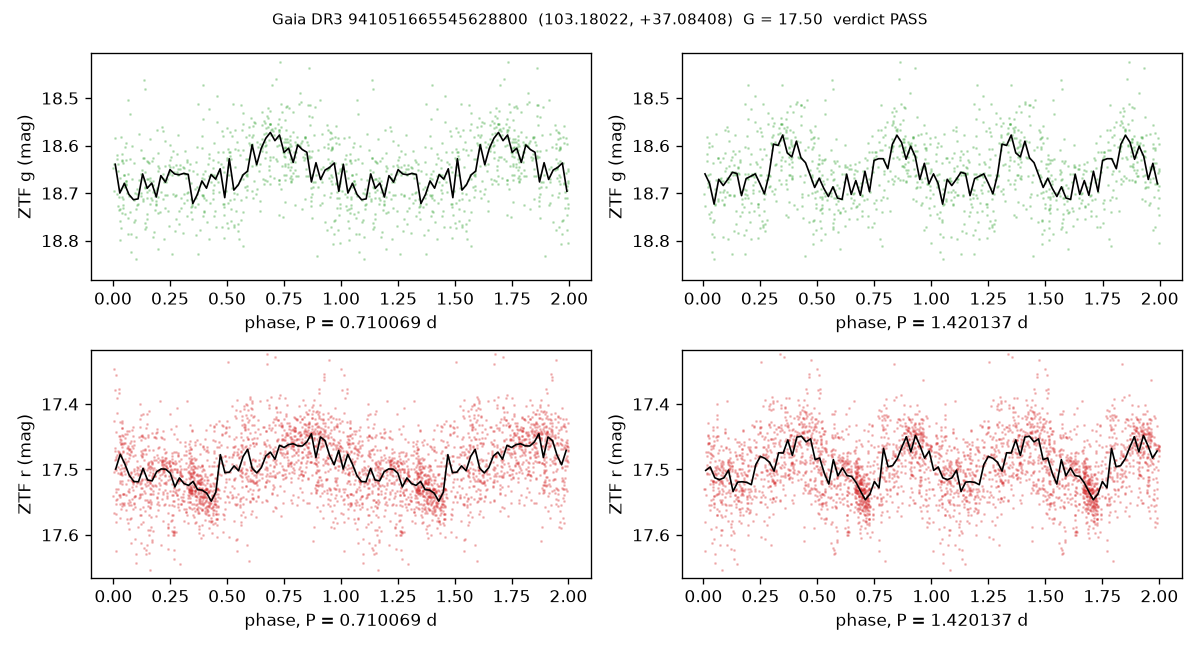 Gaia DR3 941051665545628800  (103.18022, +37.08408)  G = 17.50  verdict PASS
ZTF g (mag)
18.5
18.6
18.7
18.8
0.00 0.25 0.50 0.75 1.00 1.25 1.50 1.75 2.00
phase, P = 0.710069 d
ZTF g (mag)
18.5
18.6
18.7
18.8
0.00 0.25 0.50 0.75 1.00 1.25 1.50 1.75 2.00
phase, P = 1.420137 d
ZTF r (mag)
17.4
17.5
17.6
0.00 0.25 0.50 0.75 1.00 1.25 1.50 1.75 2.00
phase, P = 0.710069 d
ZTF r (mag)
17.4
17.5
17.6
0.00 0.25 0.50 0.75 1.00 1.25 1.50 1.75 2.00
phase, P = 1.420137 d